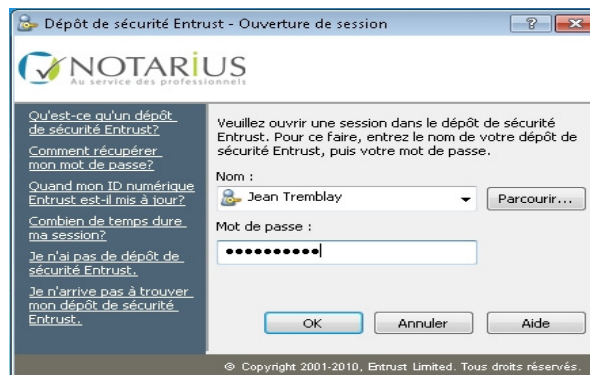 Dépôt de sécurité Entrust - Ouverture de session
NOTARiUS
Au service des professionnels
Qu'est-ce qu'un dépôt
de sécurité Entrust?
Comment récupérer
mon mot de passe?
Quand mon ID numérique
Entrust est-il mis à jour?
Combien de temps dure
ma session?
Je n'ai pas de dépôt de
sécurité Entrust.
Je n'arrive pas à trouver
mon dépôt de sécurité
Entrust.
Veuillez ouvrir une session dans le dépôt de sécurité
Entrust. Pour ce faire, entrez le nom de votre dépôt de
sécurité Entrust, puis votre mot de passe.
Nom :
Jean Tremblay
Parcourir...
Mot de passe :
●●●●●●●●●●
OK
Annuler
Aide
© Copyright 2001-2010, Entrust Limited. Tous droits réservés.